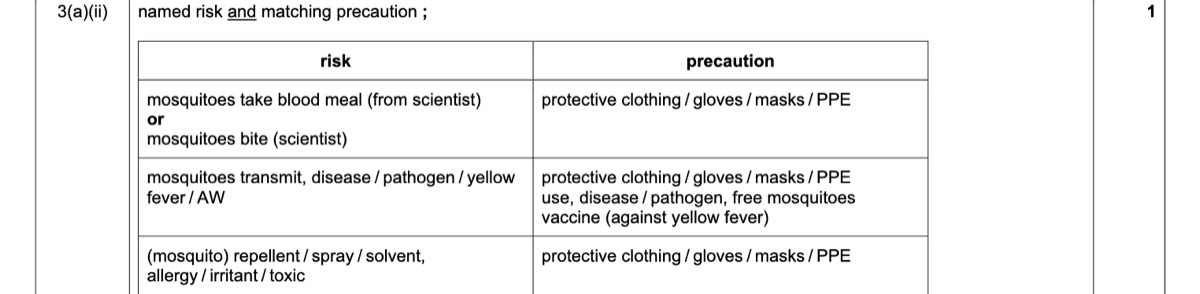 3(a)(ii) named risk and matching precaution ; 1
risk precaution
mosquitoes take blood meal (from scientist)
or
mosquitoes bite (scientist)
protective clothing / gloves / masks / PPE
mosquitoes transmit, disease / pathogen / yellow
fever / AW
protective clothing / gloves / masks / PPE
use, disease / pathogen, free mosquitoes
vaccine (against yellow fever)
(mosquito) repellent / spray / solvent,
allergy / irritant / toxic
protective clothing / gloves / masks / PPE